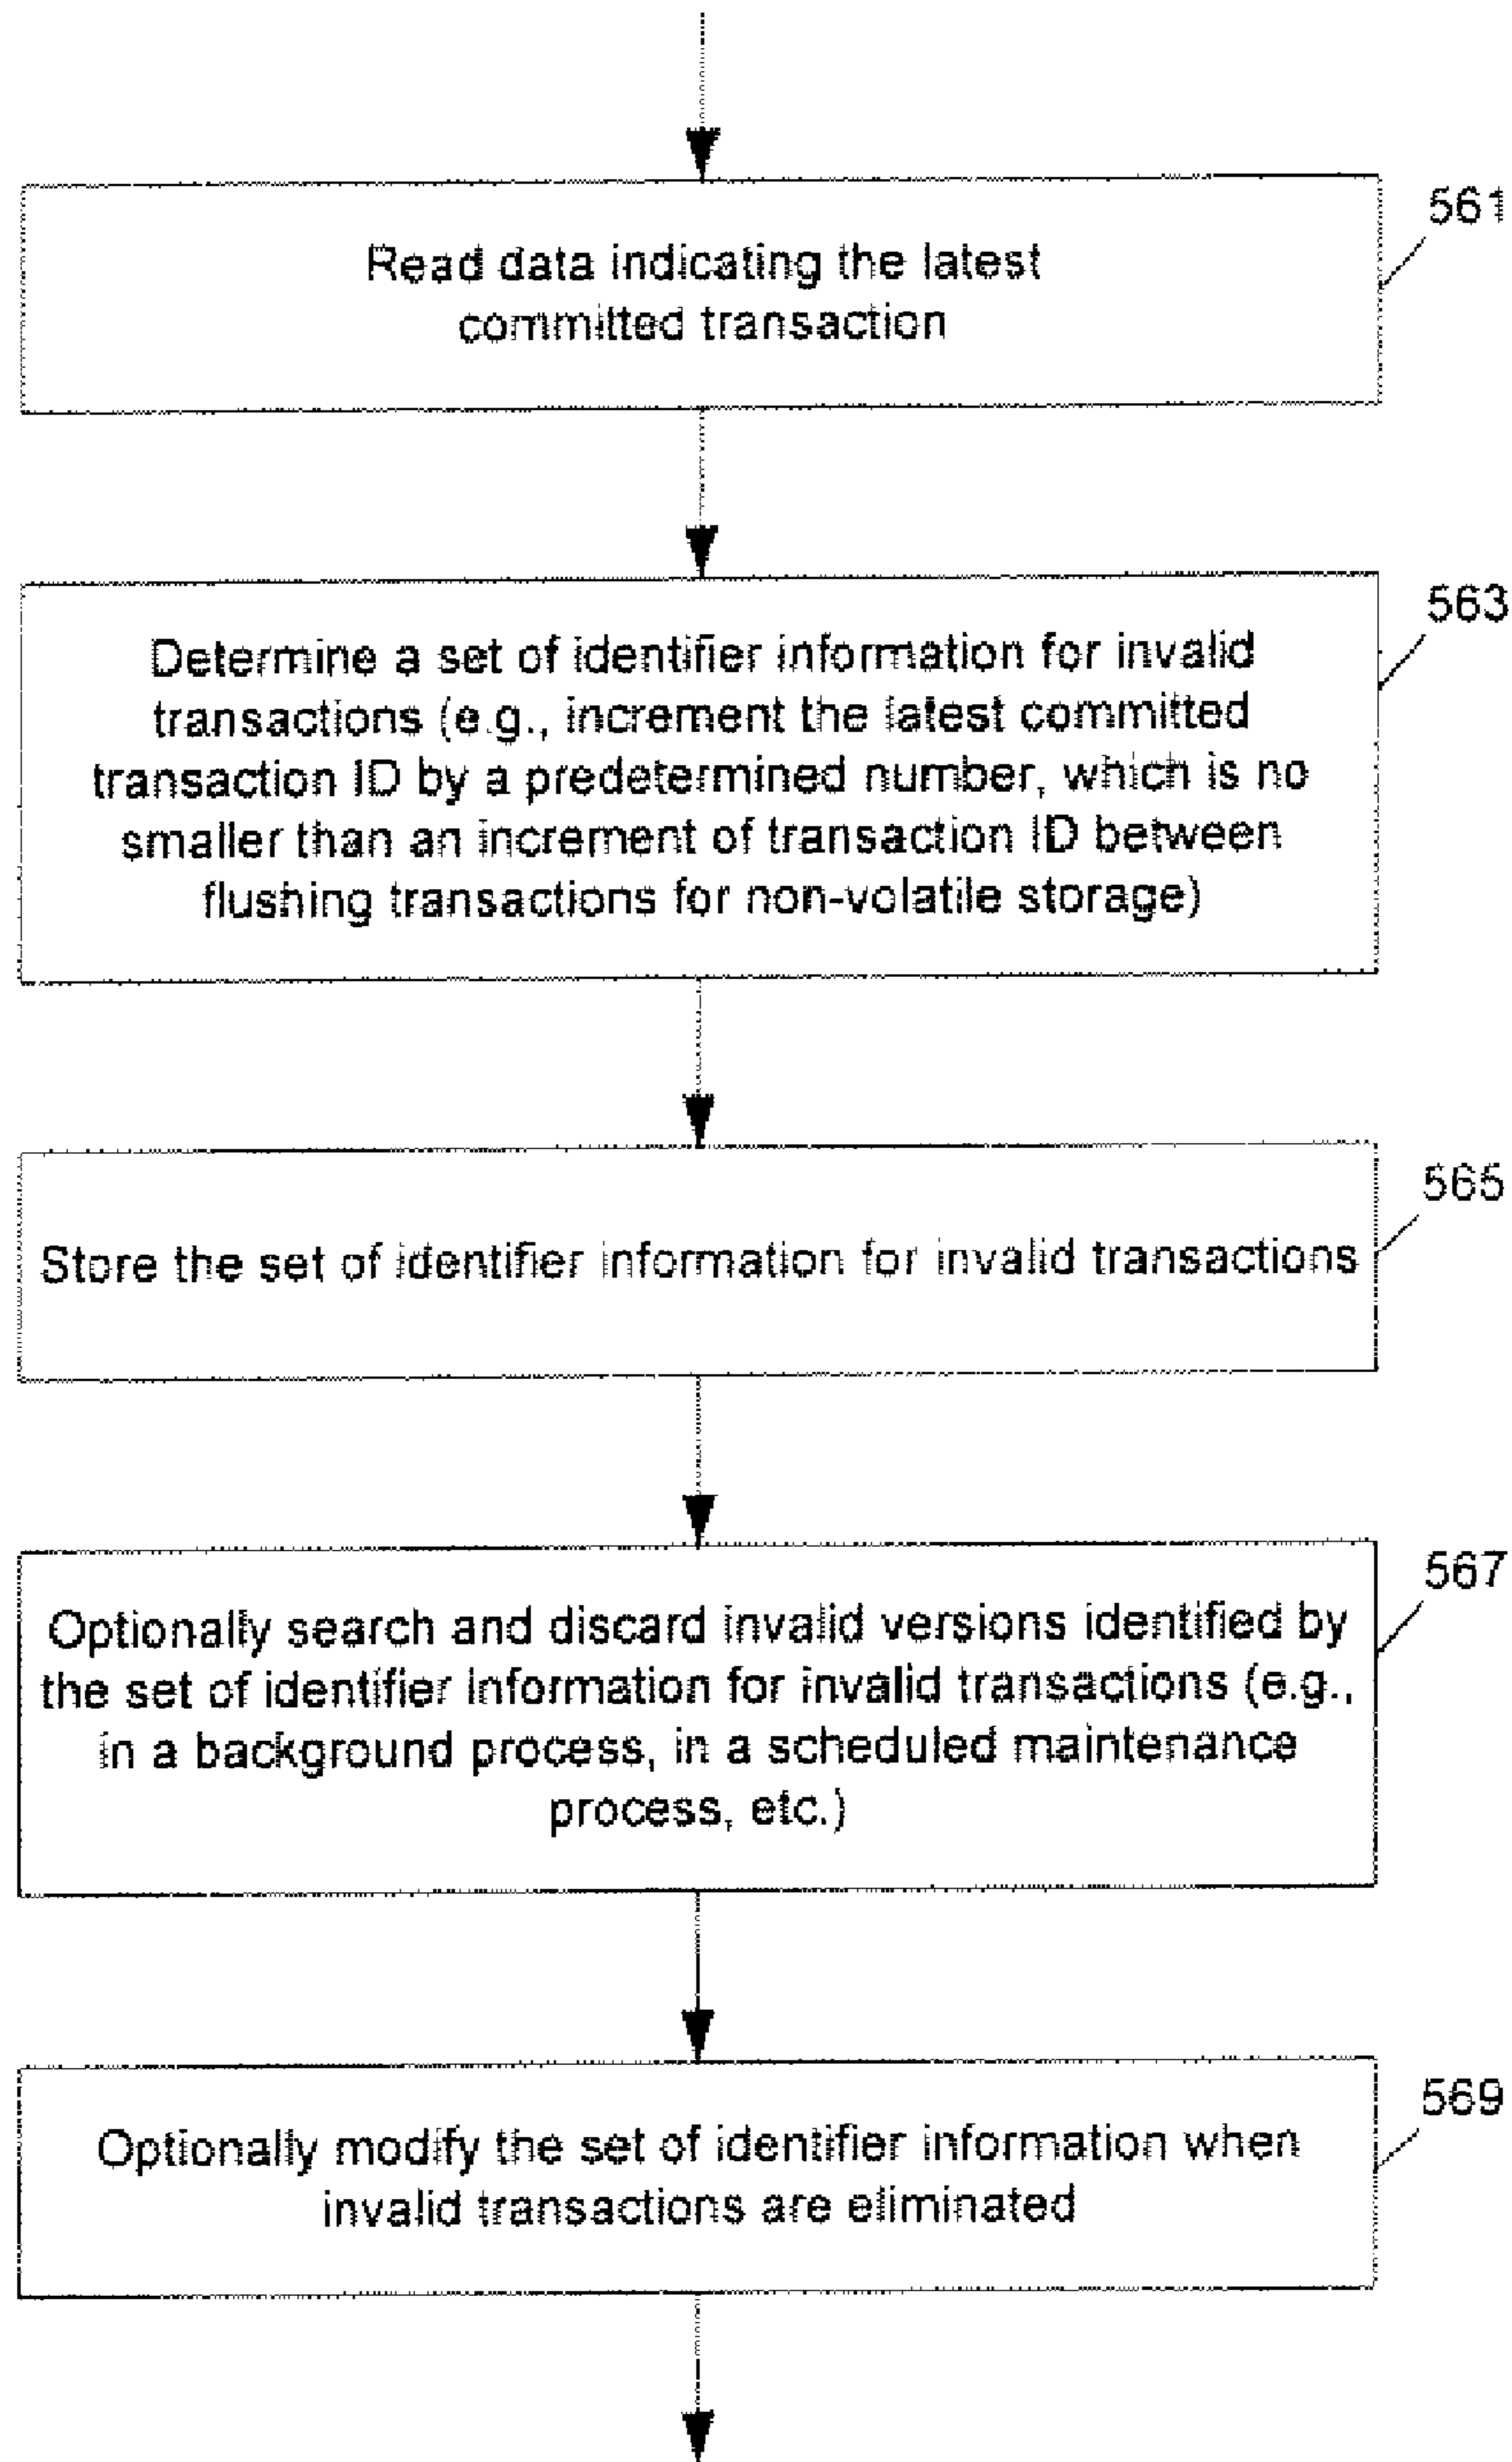 561
Read data indicating the latest
committed transaction
563
Determine a set of identifier information for invalid
transactions (e.g., increment the latest committed
transaction ID by a predetermined number, which is no
smaller than an increment of transaction ID between
flushing transactions for non-volatile storage)
565
Store the set of identifier information for invalid transactions
567
Optionally search and discard invalid versions identified by
the set of identifier information for invalid transactions (e.g.,
in a background process, in a scheduled maintenance
process, etc.)
569
Optionally modify the set of identifier information when
invalid transactions are eliminated